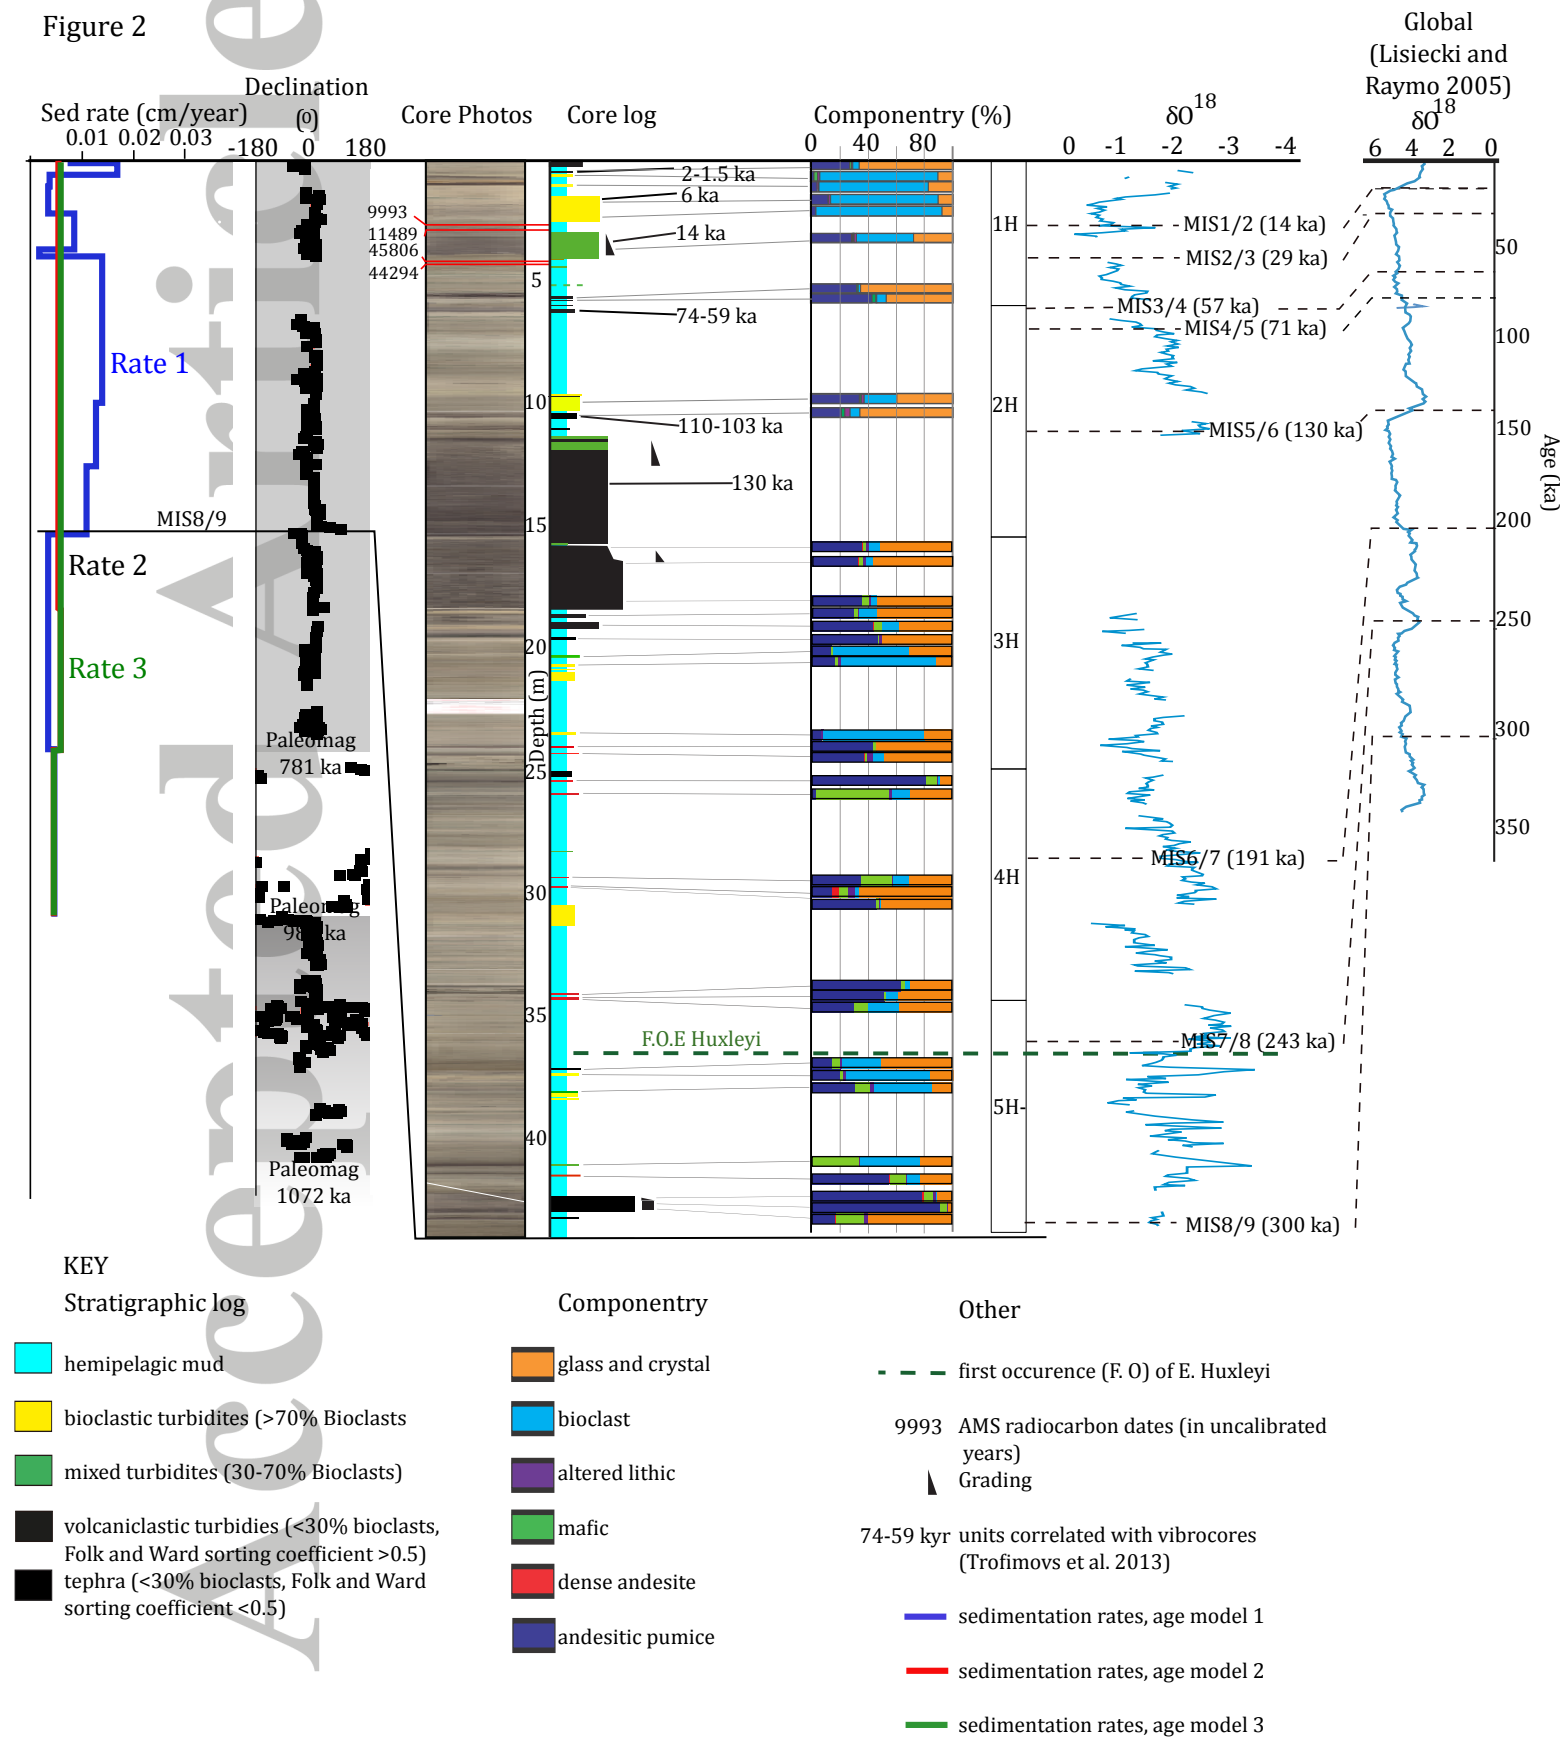 Figure 2
Global
(Lisiecki and
Raymo 2005)
δO18
6 4 2 0
Declination
(o)
-180 0 180
Sed rate (cm/year)
0.01 0.02 0.03
Core Photos
Core log
Componentry (%)
0 40 80
δO18
0 -1 -2 -3 -4
9993
11489
45806
44294
2-1.5 ka
6 ka
14 ka
74-59 ka
110-103 ka
130 ka
Rate 1
MIS8/9
Rate 2
Rate 3
Paleomag
781 ka
Paleomag
98 ka
Paleomag
1072 ka
5
10
15
20
Depth (m)
25
30
35
40
F.O.E Huxleyi
1H
2H
3H
4H
5H
MIS1/2 (14 ka)
MIS2/3 (29 ka)
MIS3/4 (57 ka)
MIS4/5 (71 ka)
MIS5/6 (130 ka)
MIS6/7 (191 ka)
MIS7/8 (243 ka)
MIS8/9 (300 ka)
50
100
150
200
250
300
350
Age (ka)
KEY
Stratigraphic log
hemipelagic mud
bioclastic turbidites (>70% Bioclasts
mixed turbidites (30-70% Bioclasts)
volcaniclastic turbidies (<30% bioclasts,
Folk and Ward sorting coefficient >0.5)
tephra (<30% bioclasts, Folk and Ward
sorting coefficient <0.5)
Componentry
glass and crystal
bioclast
altered lithic
mafic
dense andesite
andesitic pumice
Other
first occurence (F. O) of E. Huxleyi
9993 AMS radiocarbon dates (in uncalibrated
years)
Grading
74-59 kyr units correlated with vibrocores
(Trofimovs et al. 2013)
sedimentation rates, age model 1
sedimentation rates, age model 2
sedimentation rates, age model 3
Accepted Article